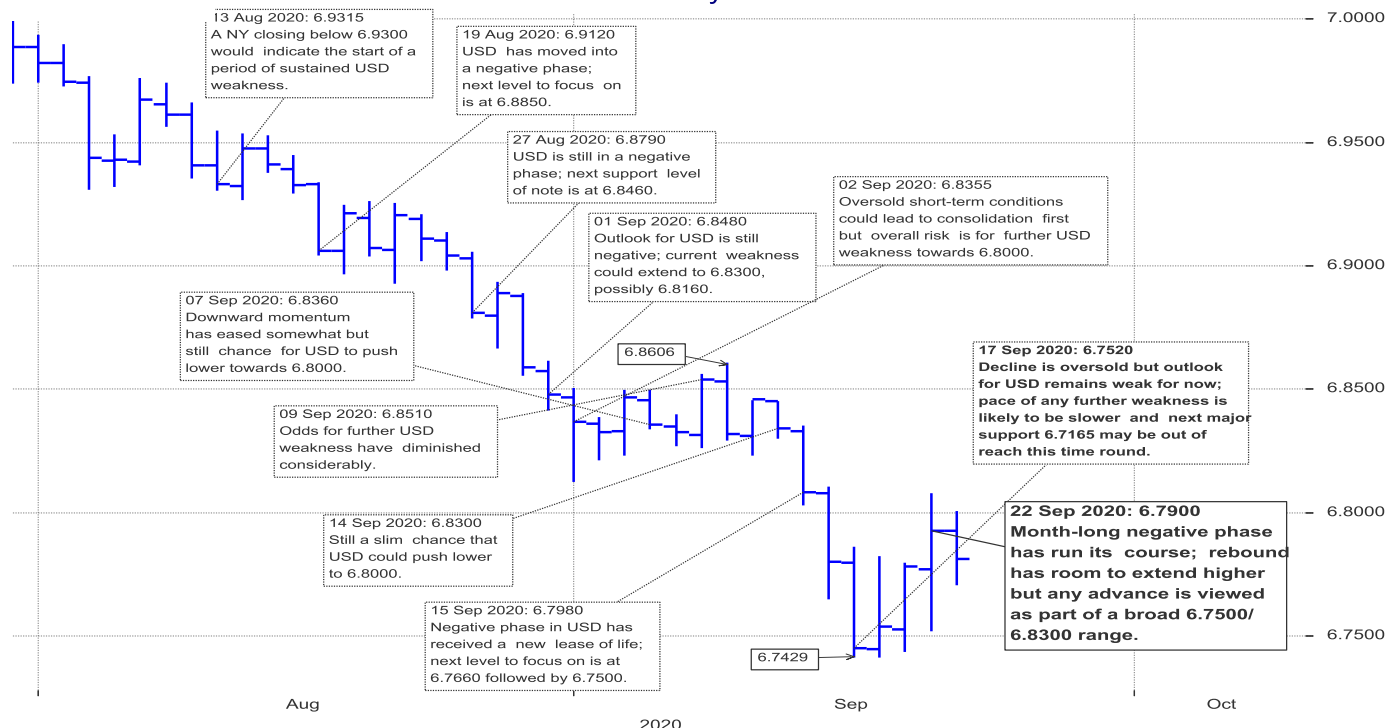 13 Aug 2020: 6.9315
A NY closing below 6.9300
would indicate the start of a
period of sustained USD
weakness.
19 Aug 2020: 6.9120
USD has moved into
a negative phase;
next level to focus on
is at 6.8850.
27 Aug 2020: 6.8790
USD is still in a negative
phase; next support level
of note is at 6.8460.
01 Sep 2020: 6.8480
Outlook for USD is still
negative; current weakness
could extend to 6.8300,
possibly 6.8160.
02 Sep 2020: 6.8355
Oversold short-term conditions
could lead to consolidation first
but overall risk is for further USD
weakness towards 6.8000.
07 Sep 2020: 6.8360
Downward momentum
has eased somewhat but
still chance for USD to push
lower towards 6.8000.
6.8606
09 Sep 2020: 6.8510
Odds for further USD
weakness have diminished
considerably.
17 Sep 2020: 6.7520
Decline is oversold but outlook
for USD remains weak for now;
pace of any further weakness is
likely to be slower and next major
support 6.7165 may be out of
reach this time round.
14 Sep 2020: 6.8300
Still a slim chance that
USD could push lower
to 6.8000.
22 Sep 2020: 6.7900
Month-long negative phase
has run its course; rebound
has room to extend higher
but any advance is viewed
as part of a broad 6.7500/
6.8300 range.
15 Sep 2020: 6.7980
Negative phase in USD has
received a new lease of life;
next level to focus on is at
6.7660 followed by 6.7500.
6.7429
7.0000
6.9500
6.9000
6.8500
6.8000
6.7500
Aug
Sep
Oct
2020